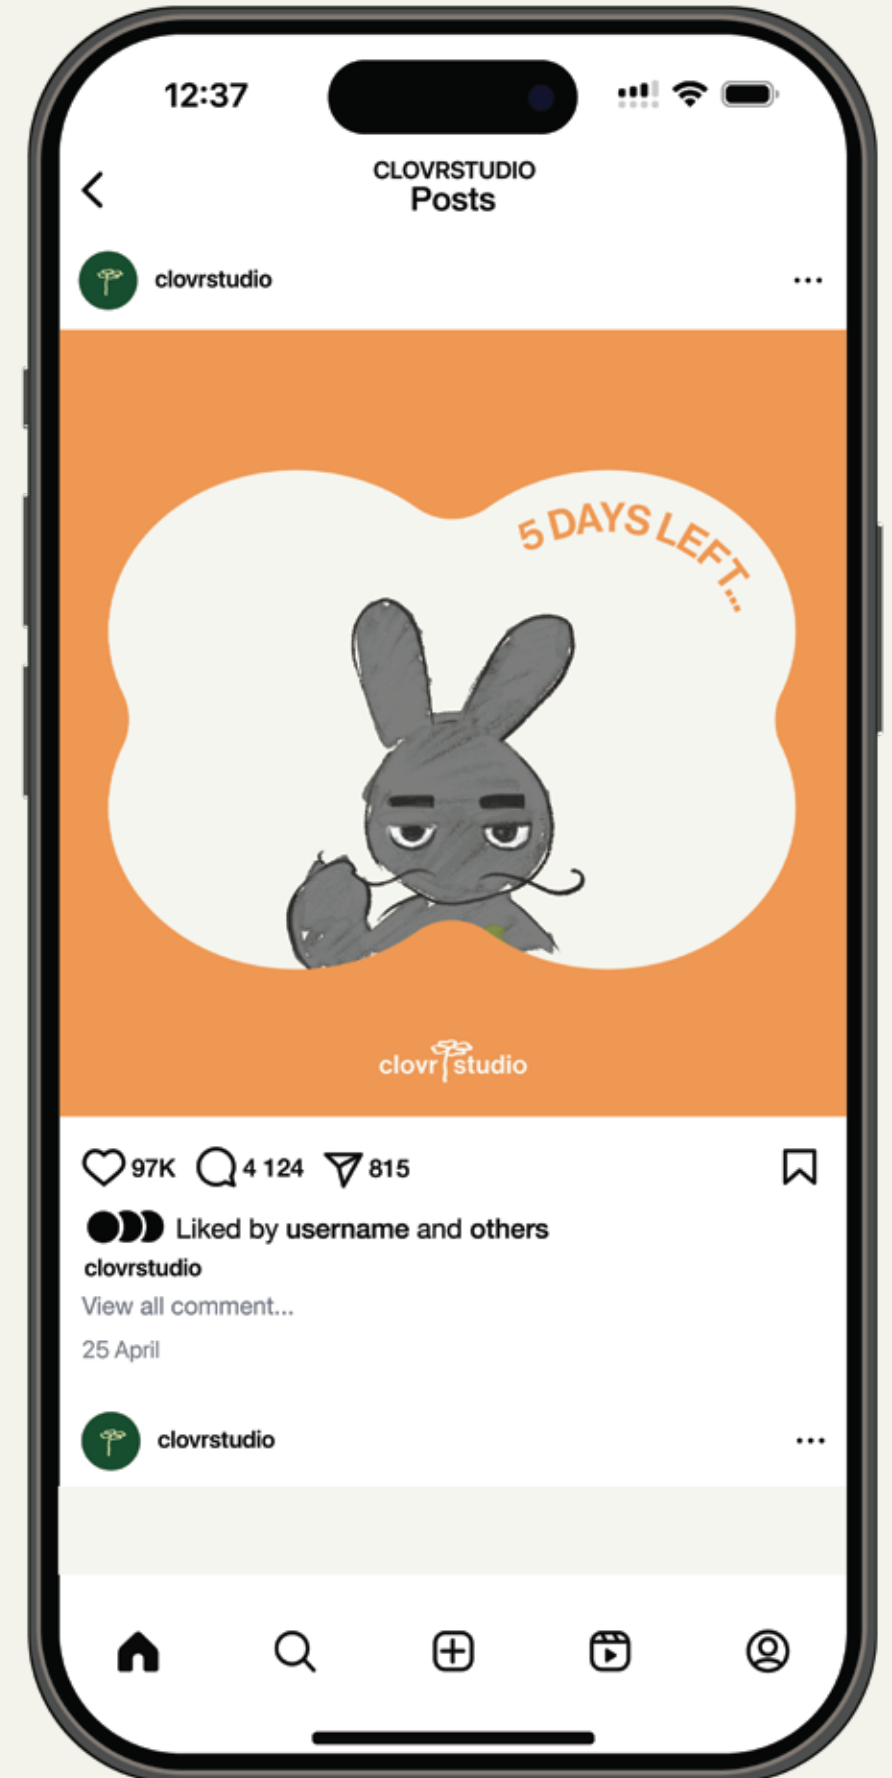 12:37
CLOVRSTUDIO
Posts
clovrstudio
5 DAYS LEFT...
clovr studio
97K 4 124 815
Liked by username and others
clovrstudio
View all comment...
25 April
clovrstudio